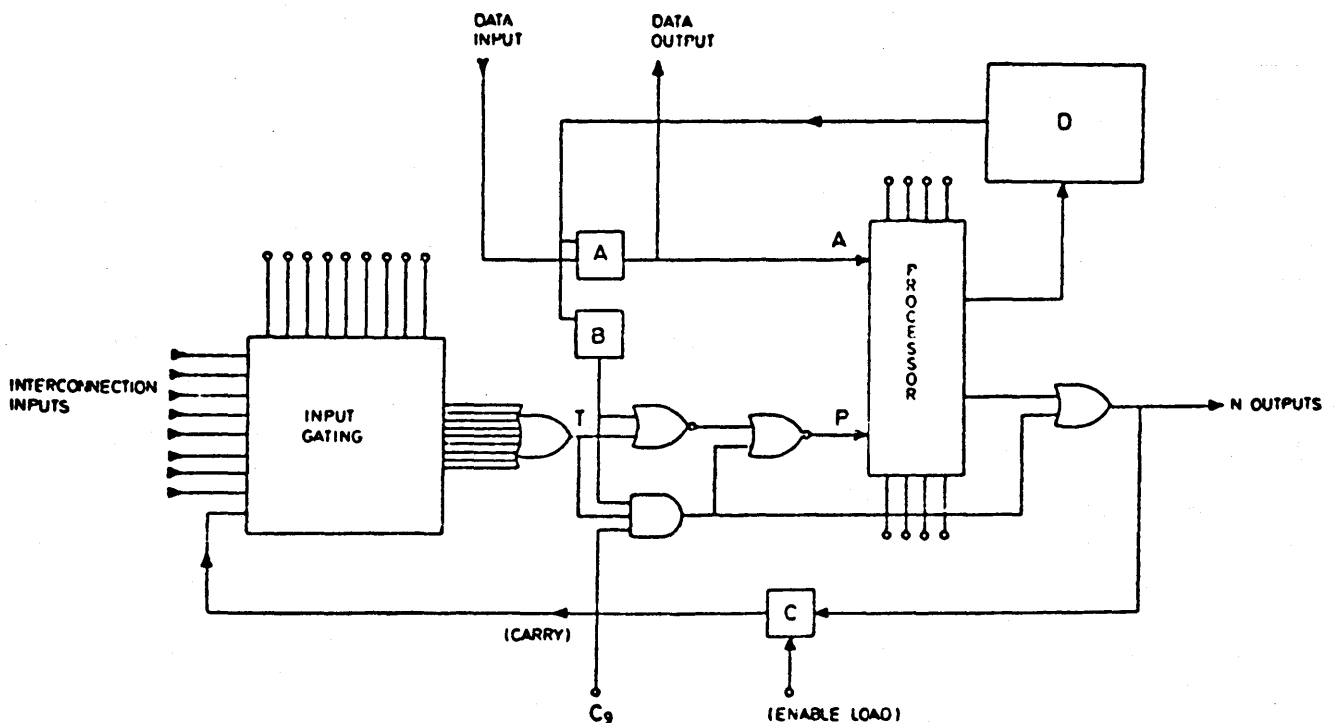 DATA
INPUT
DATA
OUTPUT
D
A
A
B
PROCESSOR
INTERCONNECTION
INPUTS
INPUT
GATING
T
P
N OUTPUTS
C
(CARRY)
C9
(ENABLE LOAD)